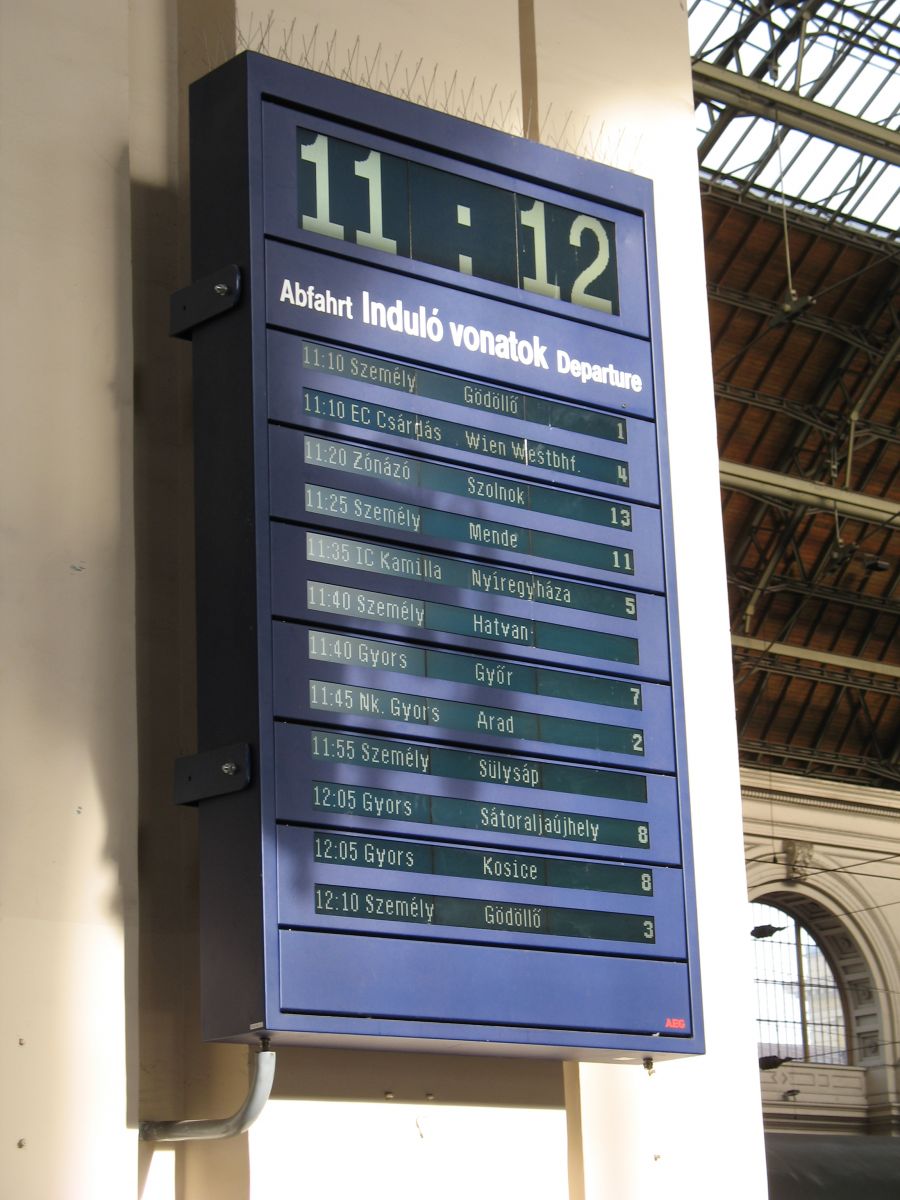 11:12
Abfahrt Induló vonatok Departure
11:10 Személy Gödöllő 1
11:10 EC Csárdás Wien Westbhf. 4
11:20 Zónázó Szolnok 13
11:25 Személy Mende 11
11:35 IC Kamilla Nyíregyháza 5
11:40 Személy Hatvan
11:40 Gyors Győr 7
11:45 Nk. Gyors Arad 2
11:55 Személy Sülysáp
12:05 Gyors Sátoraljaújhely 8
12:05 Gyors Kosice 8
12:10 Személy Gödöllő 3
AEG